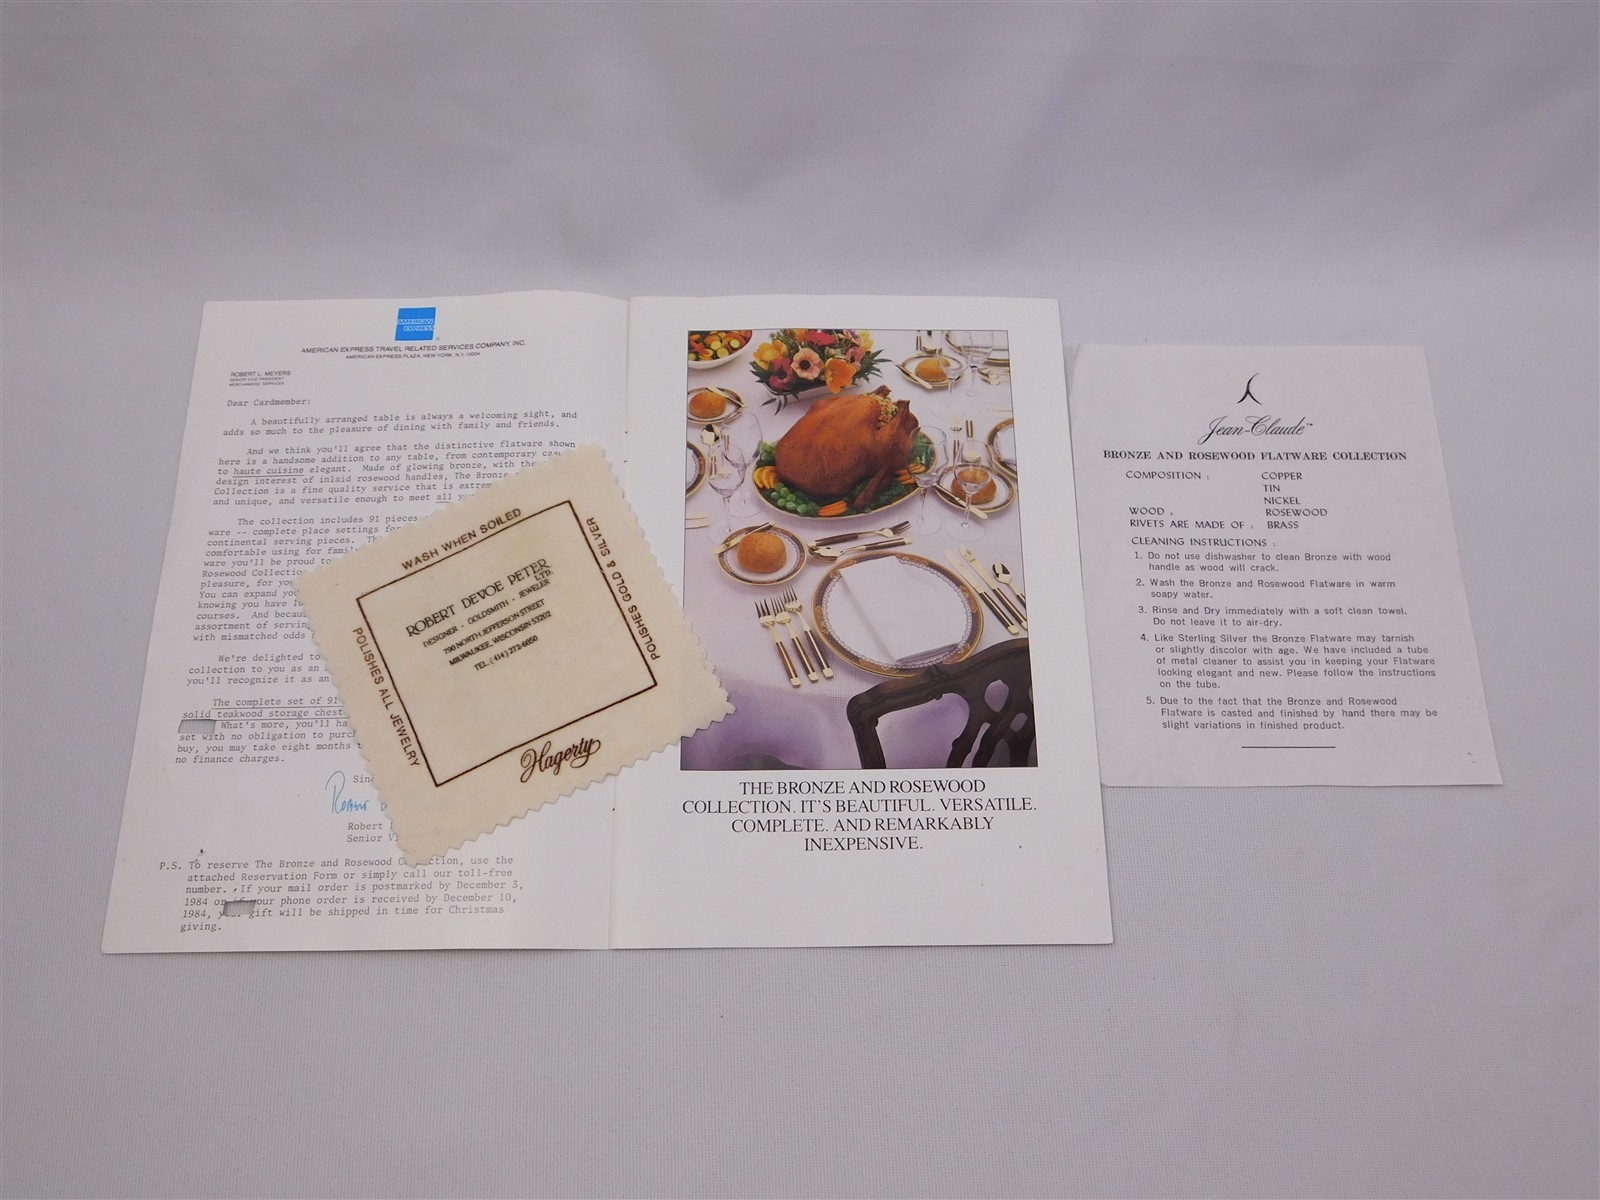 AMERICAN
EXPRESS
AMERICAN EXPRESS TRAVEL RELATED SERVICES COMPANY, INC.
AMERICAN EXPRESS PLAZA, NEW YORK, N.Y. 10004
ROBERT L. MEYERS
SENIOR VICE PRESIDENT
MERCHANDISE SERVICES
Dear Cardmember:
A beautifully arranged table is always a welcoming sight, and
adds so much to the pleasure of dining with family and friends.
And we think you'll agree that the distinctive flatware shown
here is a handsome addition to any table, from contemporary
to haute cuisine elegant. Made of glowing bronze, with the
design interest of inlaid rosewood handles, The Bronze
Collection is a fine quality service that is
and unique, and versatile enough to meet all
The collection includes 91 pieces
ware -- complete place settings for
continental serving pieces.
comfortable using for
ware you'll be proud to
Rosewood Collection
pleasure, for
You can expand
knowing you have
courses. And
assortment of
with mismatched odds
We're delighted to
collection to you as an
you'll recognize it as an
The complete set of 91
solid teakwood storage chest
What's more, you'll
set with no obligation to
buy, you may take eight months
no finance charges.
Robert
Robert
Senior
P.S. To reserve The Bronze and Rosewood Collection, use the
attached Reservation Form or simply call our toll-free
number. If your mail order is postmarked by December 3,
1984 or if your phone order is received by December 10,
1984, gift will be shipped in time for Christmas
giving.
WASH WHEN SOILED
POLISHES GOLD & SILVER
POLISHES ALL JEWELRY
ROBERT DEVOE PETER
LTD.
DESIGNER · GOLDSMITH · JEWELER
790 NORTH JEFFERSON STREET
MILWAUKEE, WISCONSIN 53202
TEL. (414) 272-6050
Hagerty
THE BRONZE AND ROSEWOOD
COLLECTION. IT'S BEAUTIFUL. VERSATILE.
COMPLETE. AND REMARKABLY
INEXPENSIVE.
Jean-Claude™
BRONZE AND ROSEWOOD FLATWARE COLLECTION
COMPOSITION : COPPER
TIN
NICKEL
WOOD : ROSEWOOD
RIVETS ARE MADE OF : BRASS
CLEANING INSTRUCTIONS :
1. Do not use dishwasher to clean Bronze with wood
handle as wood will crack.
2. Wash the Bronze and Rosewood Flatware in warm
soapy water.
3. Rinse and Dry immediately with a soft clean towel.
Do not leave it to air-dry.
4. Like Sterling Silver the Bronze Flatware may tarnish
or slightly discolor with age. We have included a tube
of metal cleaner to assist you in keeping your Flatware
looking elegant and new. Please follow the instructions
on the tube.
5. Due to the fact that the Bronze and Rosewood
Flatware is casted and finished by hand there may be
slight variations in finished product.